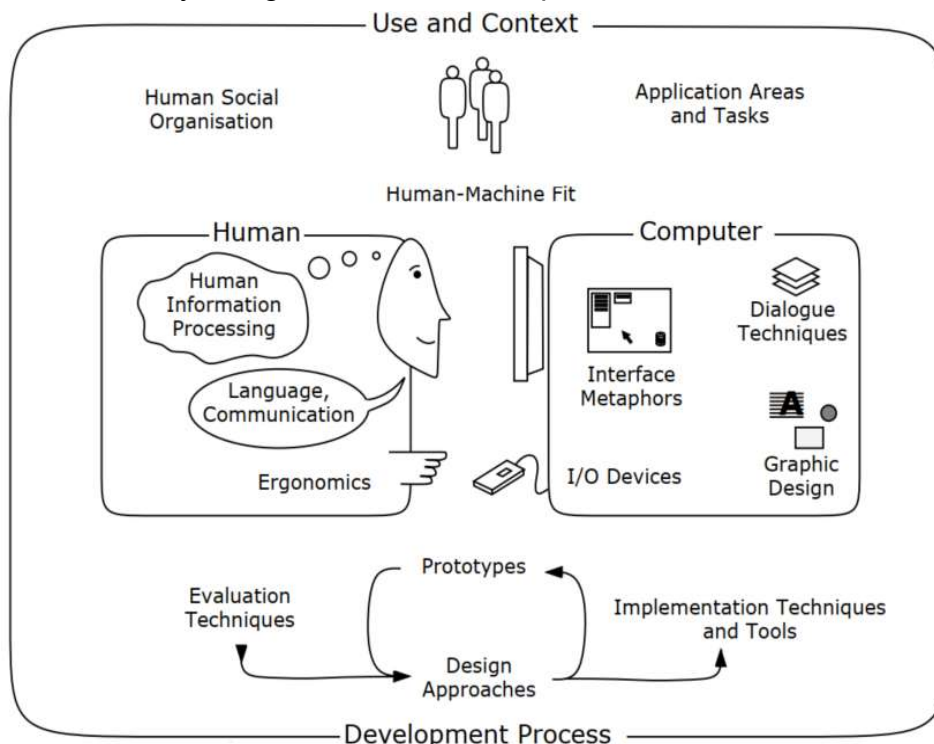 Use and Context
Human Social
Organisation
Application Areas
and Tasks
Human-Machine Fit
Human
Human
Information
Processing
Language,
Communication
Ergonomics
Computer
Dialogue
Techniques
Interface
Metaphors
A
I/O Devices
Graphic
Design
Prototypes
Evaluation
Techniques
Implementation Techniques
and Tools
Design
Approaches
Development Process